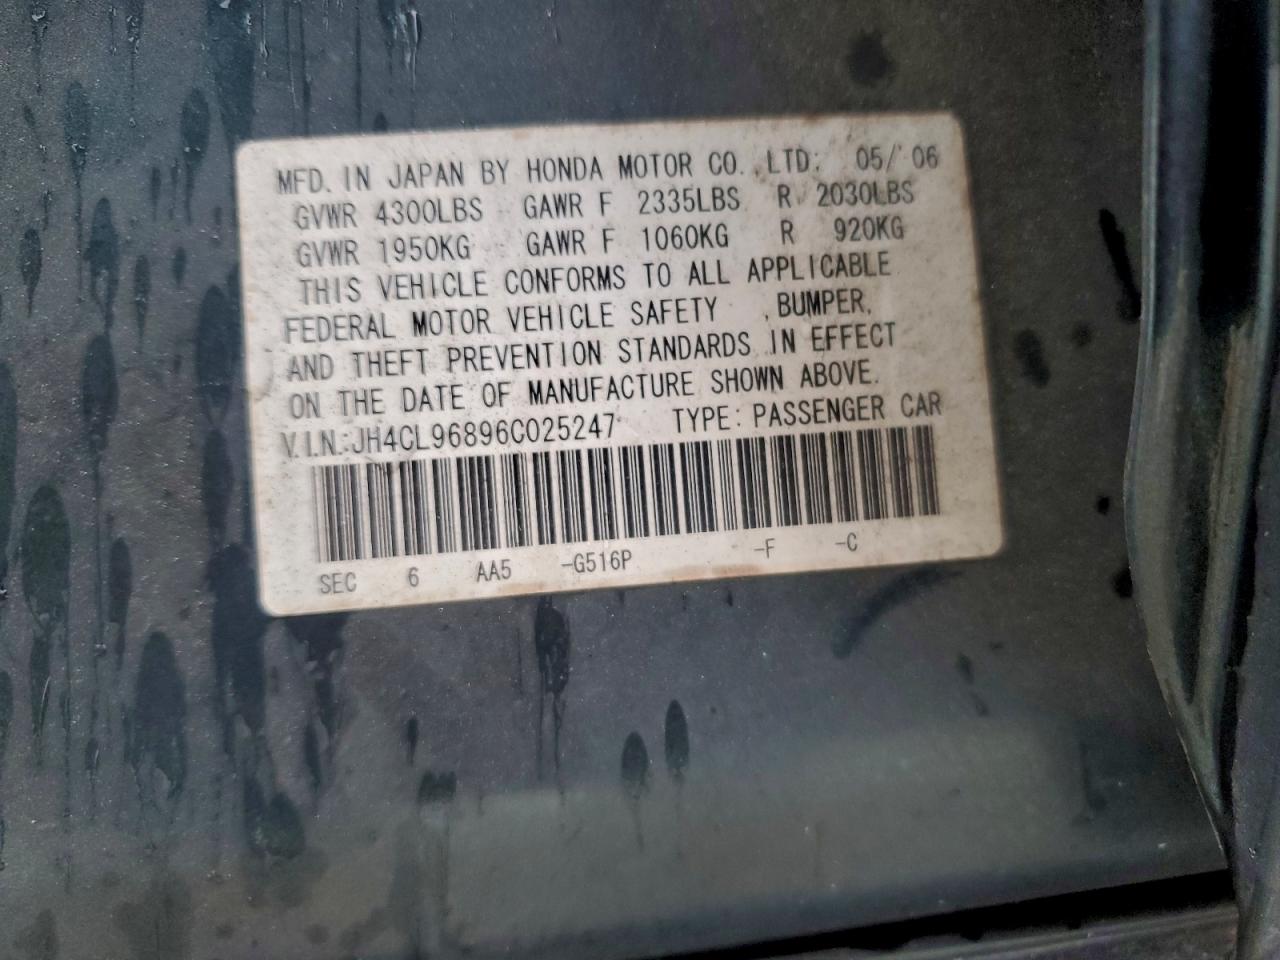 MFD. IN JAPAN BY HONDA MOTOR CO., LTD. 05/ 06
GVWR 4300LBS GAWR F 2335LBS R 2030LBS
GVWR 1950KG GAWR F 1060KG R 920KG
THIS VEHICLE CONFORMS TO ALL APPLICABLE
FEDERAL MOTOR VEHICLE SAFETY , BUMPER,
AND THEFT PREVENTION STANDARDS IN EFFECT
ON THE DATE OF MANUFACTURE SHOWN ABOVE.
V.I.N.:JH4CL96896C025247 TYPE: PASSENGER CAR
SEC 6 AA5 -G516P -F -C